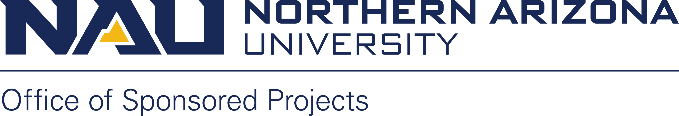 NAU NORTHERN ARIZONA
UNIVERSITY
Office of Sponsored Projects